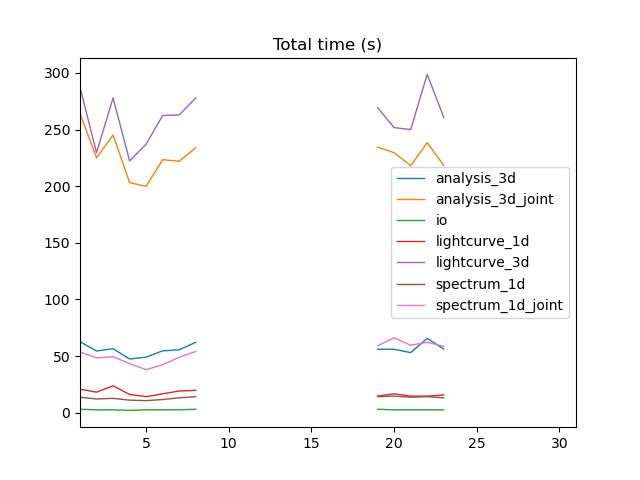 Total time (s)
300
250
200
150
100
50
0
analysis_3d
analysis_3d_joint
io
lightcurve_1d
lightcurve_3d
spectrum_1d
spectrum_1d_joint
5 10 15 20 25 30